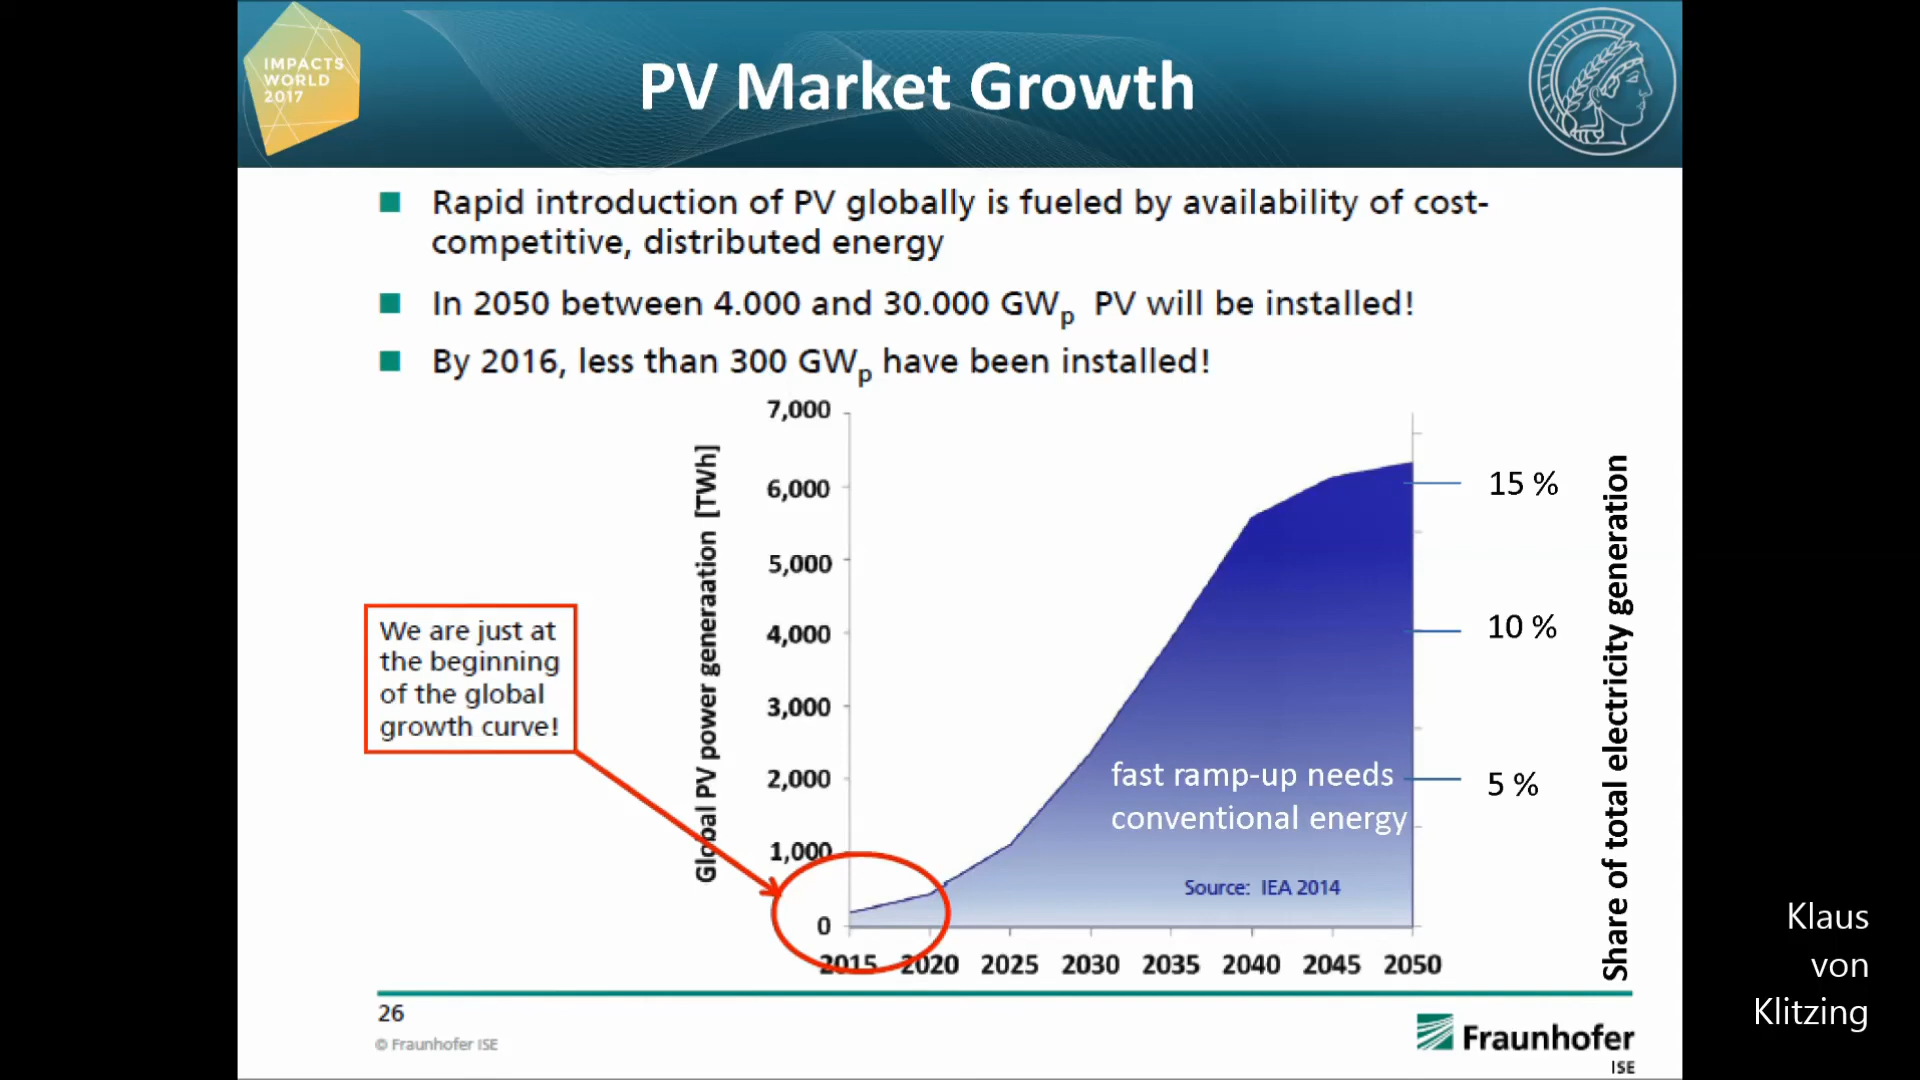 IMPACTS
WORLD
2017
PV Market Growth
Rapid introduction of PV globally is fueled by availability of cost-
competitive, distributed energy
In 2050 between 4.000 and 30.000 GWp PV will be installed!
By 2016, less than 300 GWp have been installed!
We are just at
the beginning
of the global
growth curve!
Global PV power generaation [TWh]
7,000
6,000
5,000
4,000
3,000
2,000
1,000
0
2015 2020 2025 2030 2035 2040 2045 2050
fast ramp-up needs
conventional energy
Source: IEA 2014
15 %
10 %
5 %
Share of total electricity generation
26
© Fraunhofer ISE
Fraunhofer
ISE
Klaus
von
Klitzing